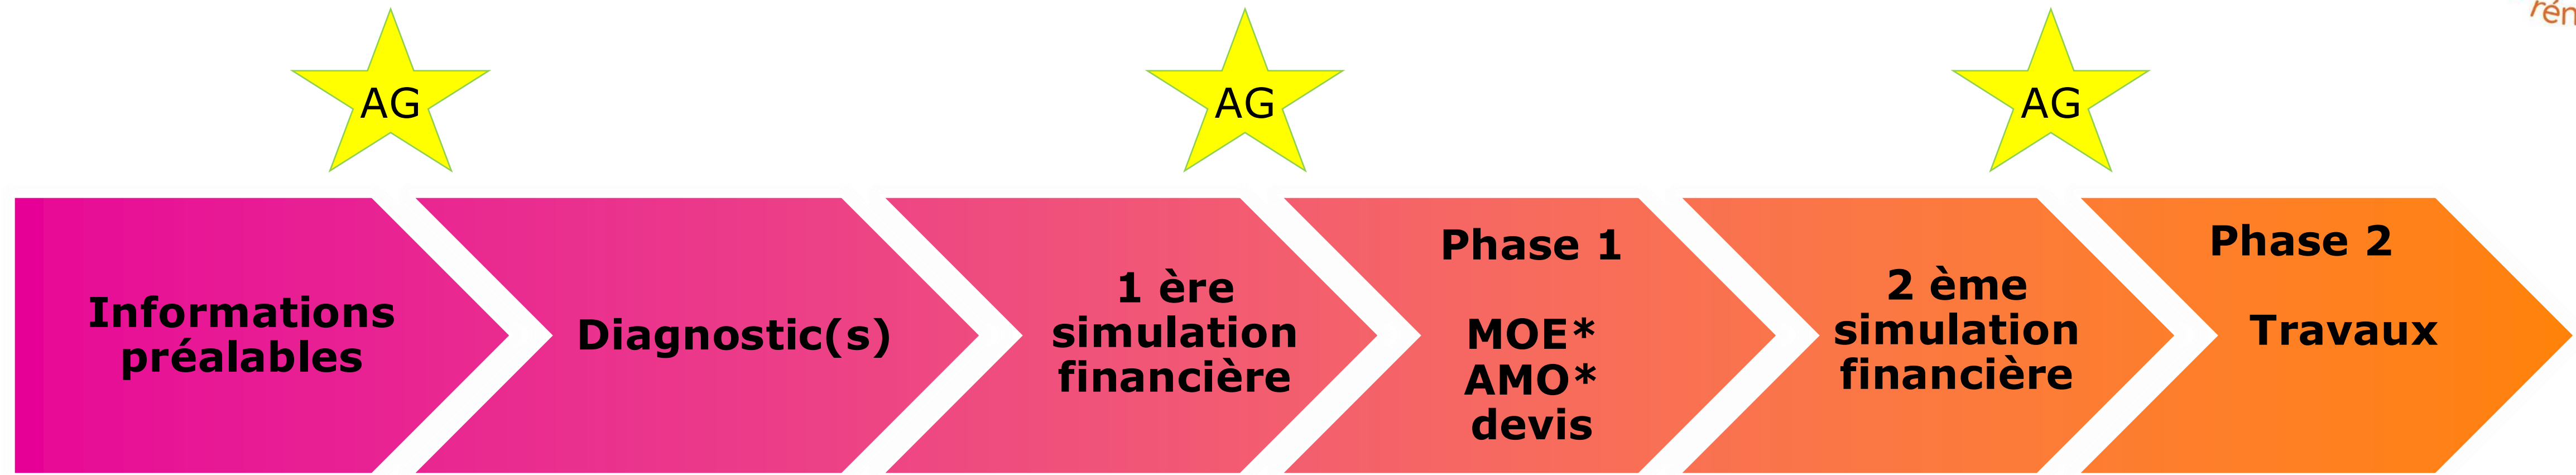 AG
AG
AG
Informations
préalables
Diagnostic(s)
1 ère
simulation
financière
Phase 1
MOE*
AMO*
devis
2 ème
simulation
financière
Phase 2
Travaux